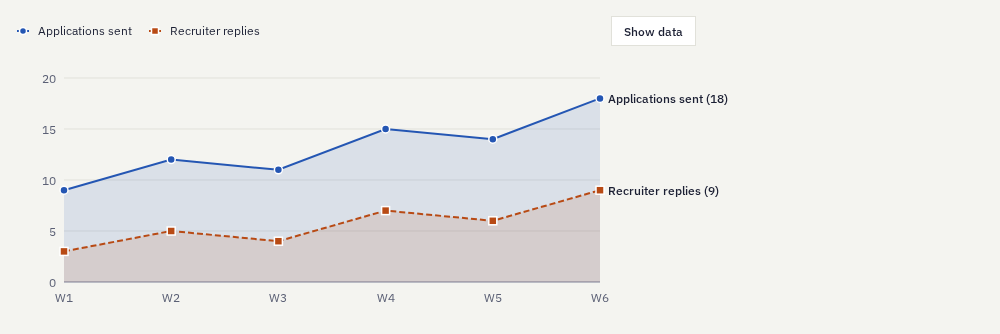 Applications sent
Recruiter replies
Show data
20
15
10
5
0
Applications sent (18)
Recruiter replies (9)
W1
W2
W3
W4
W5
W6